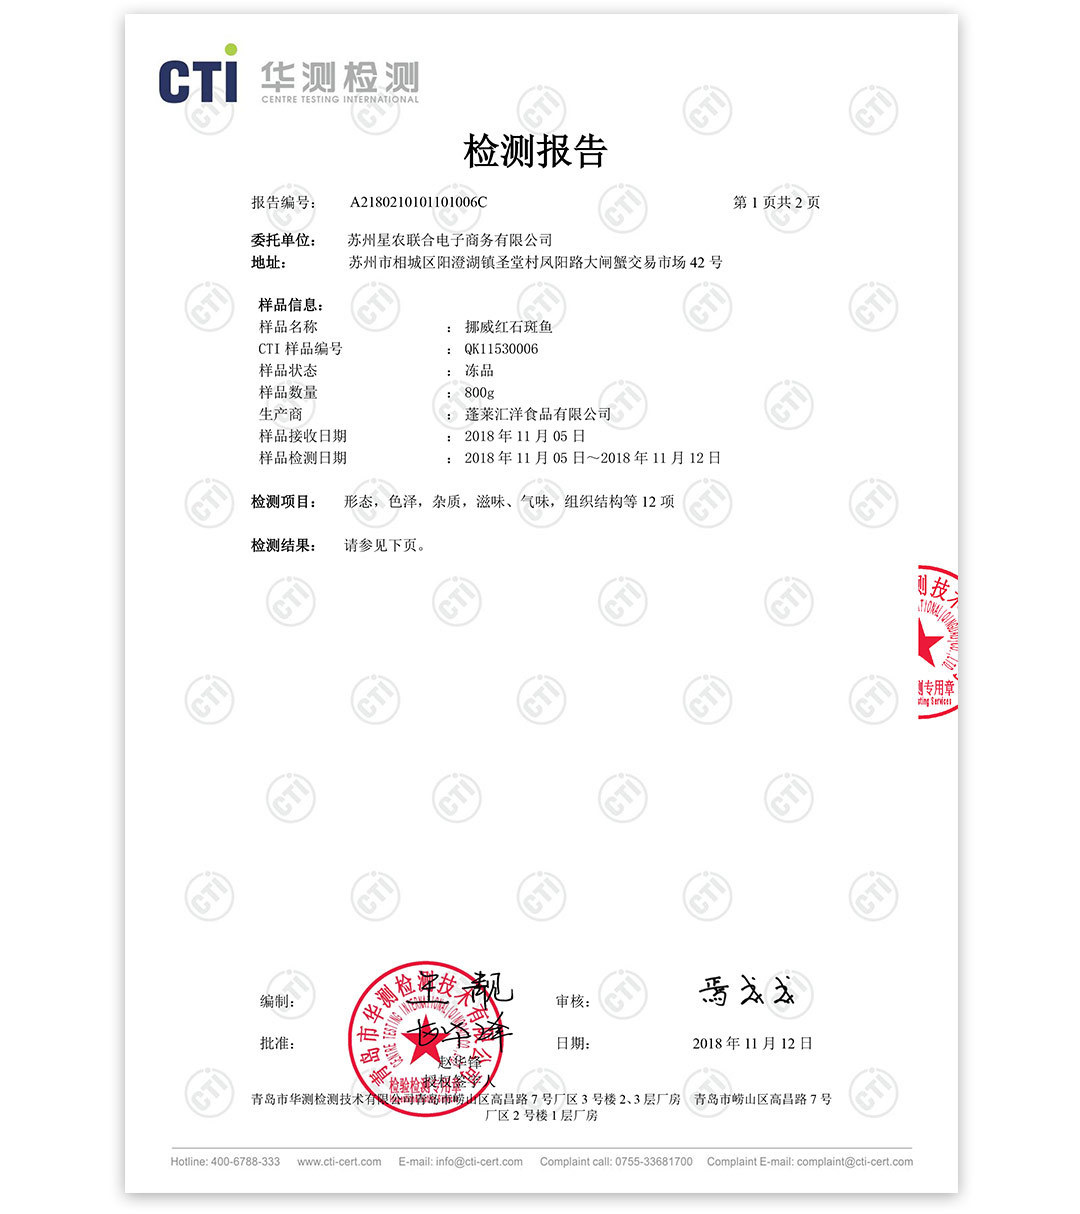 CTI 华测检测
CENTRE TESTING INTERNATIONAL
检测报告
报告编号： A2180210101101006C 第 1 页共 2 页
委托单位： 苏州星农联合电子商务有限公司
地址： 苏州市相城区阳澄湖镇圣堂村凤阳路大闸蟹交易市场 42 号
样品信息：
样品名称 ： 挪威红石斑鱼
CTI 样品编号 ： QK11530006
样品状态 ： 冻品
样品数量 ： 800g
生产商 ： 蓬莱汇洋食品有限公司
样品接收日期 ： 2018 年 11 月 05 日
样品检测日期 ： 2018 年 11 月 05 日～2018 年 11 月 12 日
检测项目： 形态，色泽，杂质，滋味、气味，组织结构等 12 项
检测结果： 请参见下页。
测技术
专用章
编制： 审核：
批准： 日期： 2018 年 11 月 12 日
青岛市华测检测技术有限公司
检验检测专用章
赵华锋
授权签字人
青岛市华测检测技术有限公司青岛市崂山区高昌路 7 号厂区 3 号楼 2、3 层厂房 青岛市崂山区高昌路 7 号
厂区 2 号楼 1 层厂房
Hotline: 400-6788-333 www.cti-cert.com E-mail: info@cti-cert.com Complaint call: 0755-33681700 Complaint E-mail: complaint@cti-cert.com